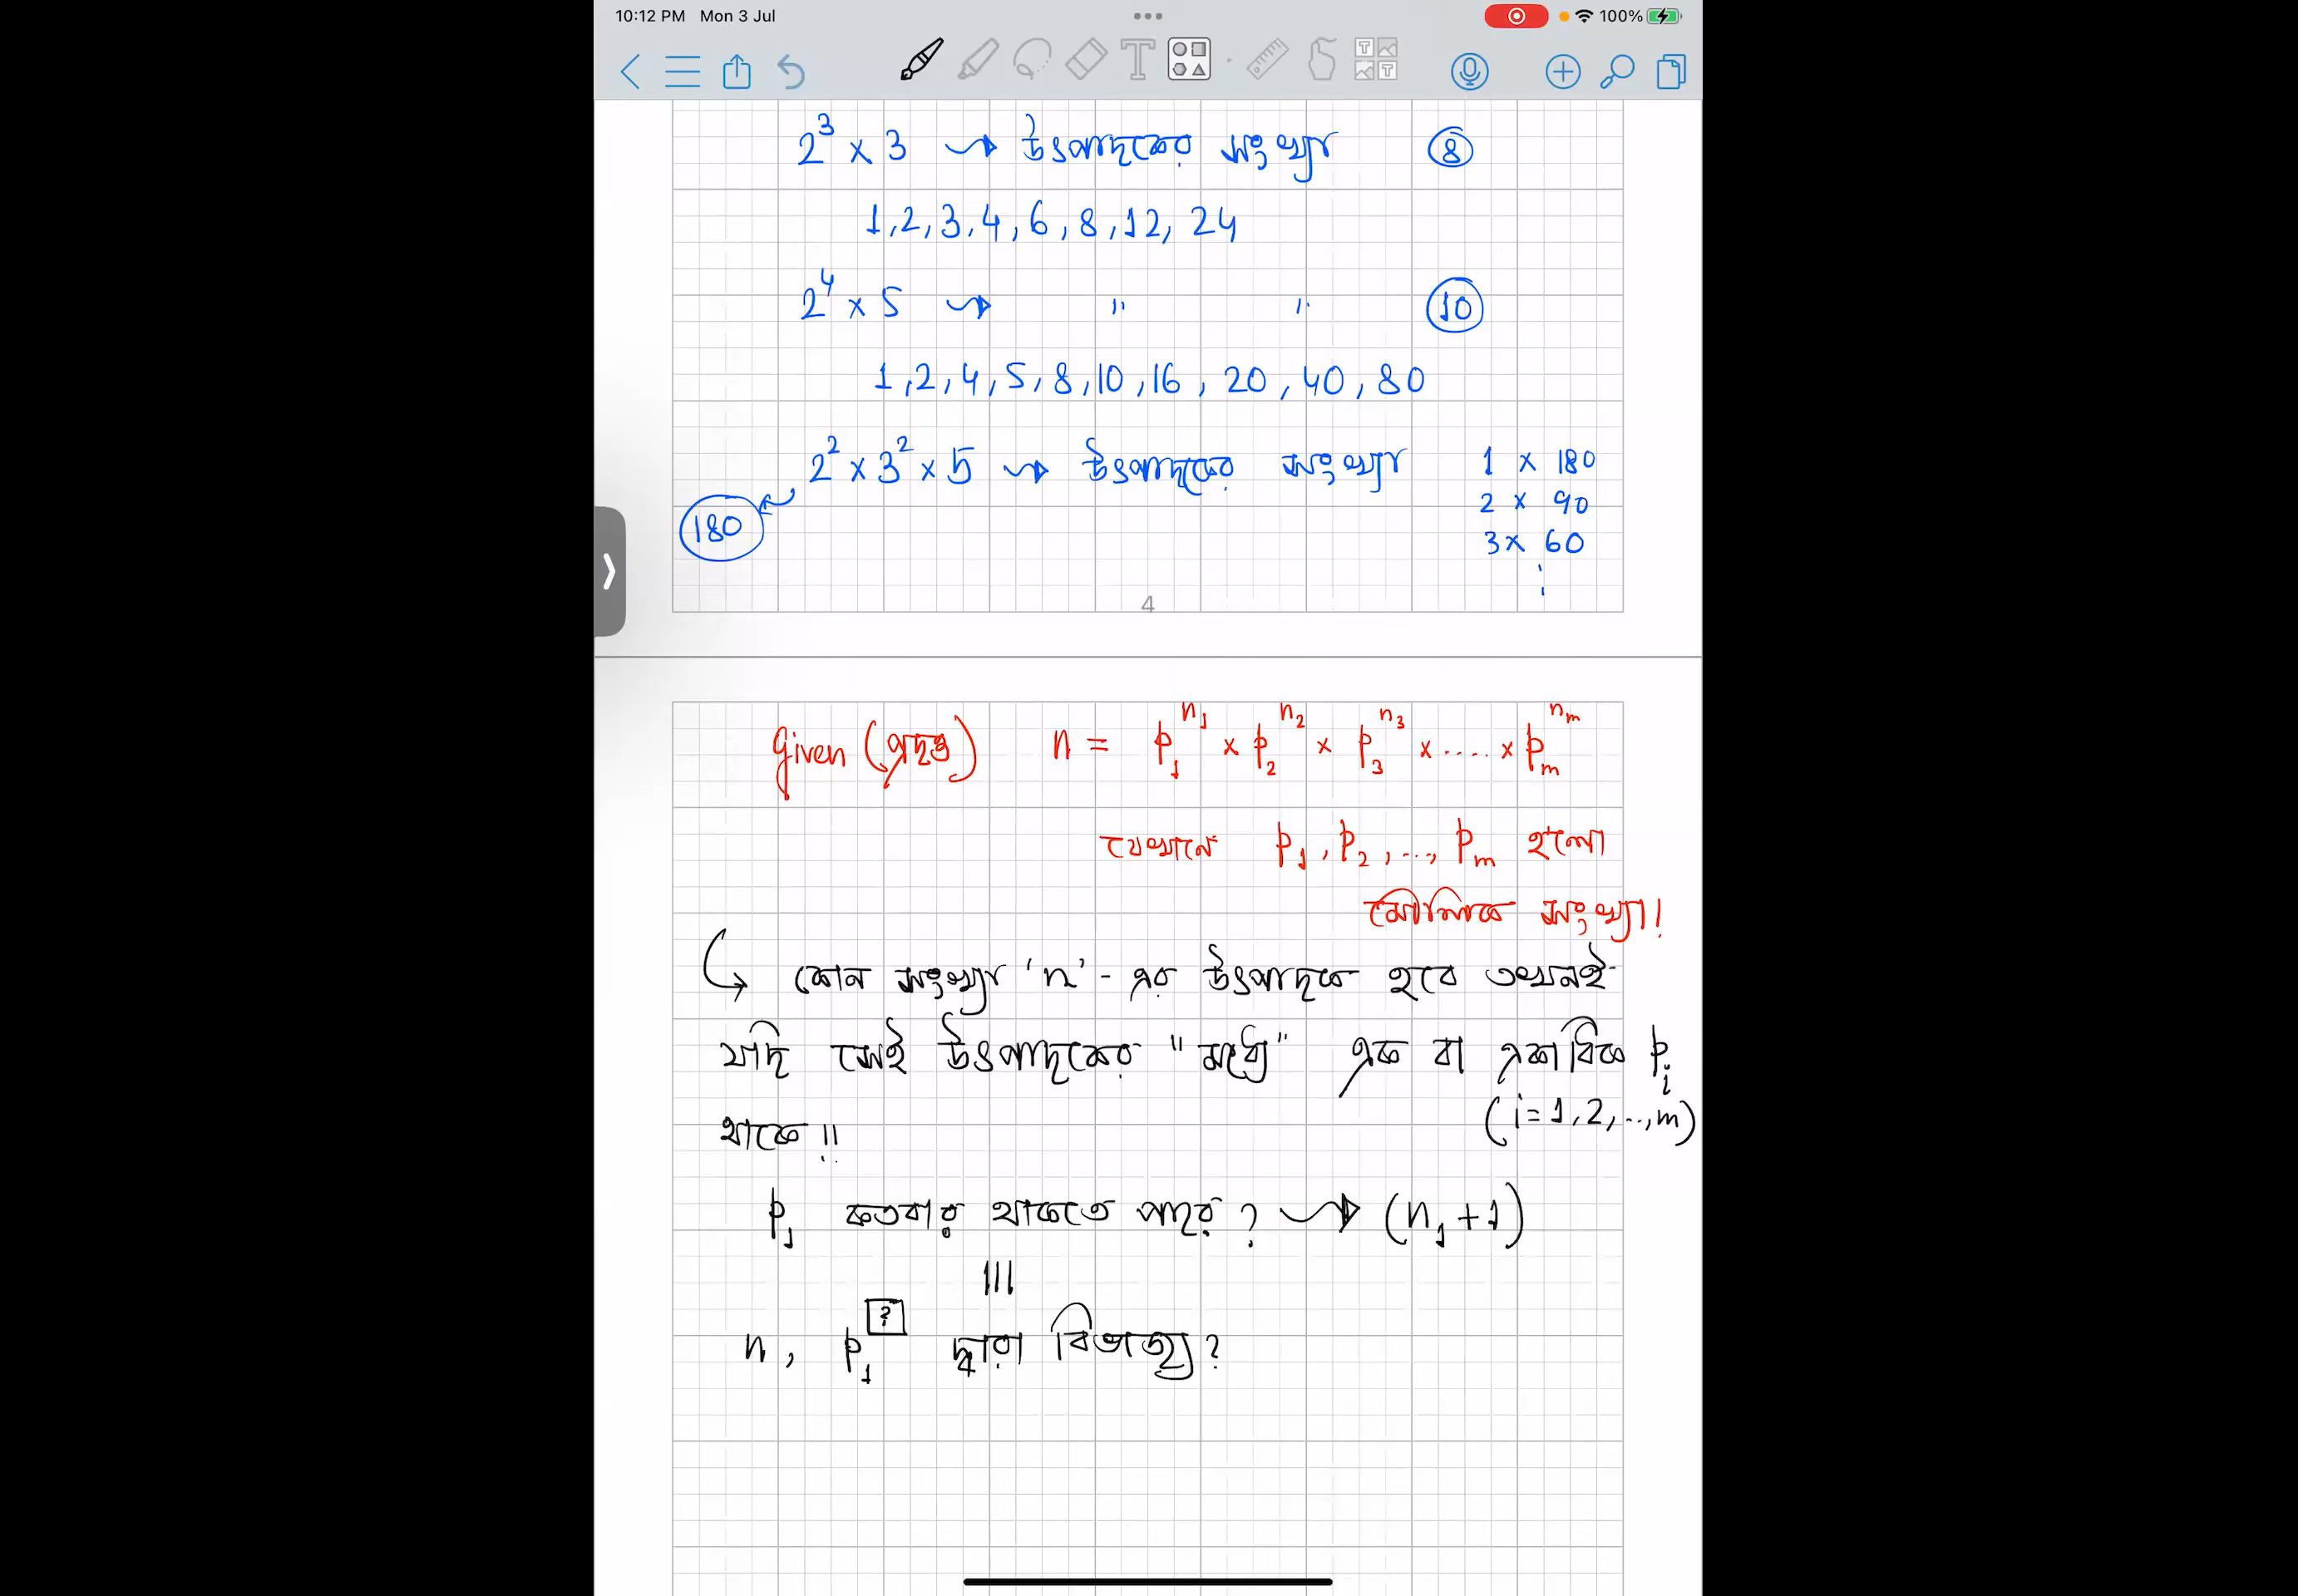 10:12 PM Mon 3 Jul
100%
2³ × 3 ⇝ উৎপাদকের সংখ্যা ⑧
1, 2, 3, 4, 6, 8, 12, 24
2⁴ × 5 ⇝ " " ⑩
1, 2, 4, 5, 8, 10, 16, 20, 40, 80
2² × 3² × 5 ⇝ উৎপাদকের সংখ্যা 1 × 180
2 × 90
180
3 × 60
4
given (প্রদত্ত) n = p₁^n₁ × p₂^n₂ × p₃^n₃ × ..... × pₘ^nₘ
যেখানে p₁, p₂, ..., pₘ হলো
মৌলিক সংখ্যা!
কোন সংখ্যা 'n' - এর উৎপাদক হবে তখনই
যদি সেই উৎপাদকের "মধ্যে" এক বা একাধিক pᵢ
(i = 1, 2, .., m)
থাকে !!
p₁ কতবার থাকতে পারে ? ⇝ (n₁ + 1)
|||
n, p₁^[?] দ্বারা বিভাজ্য ?